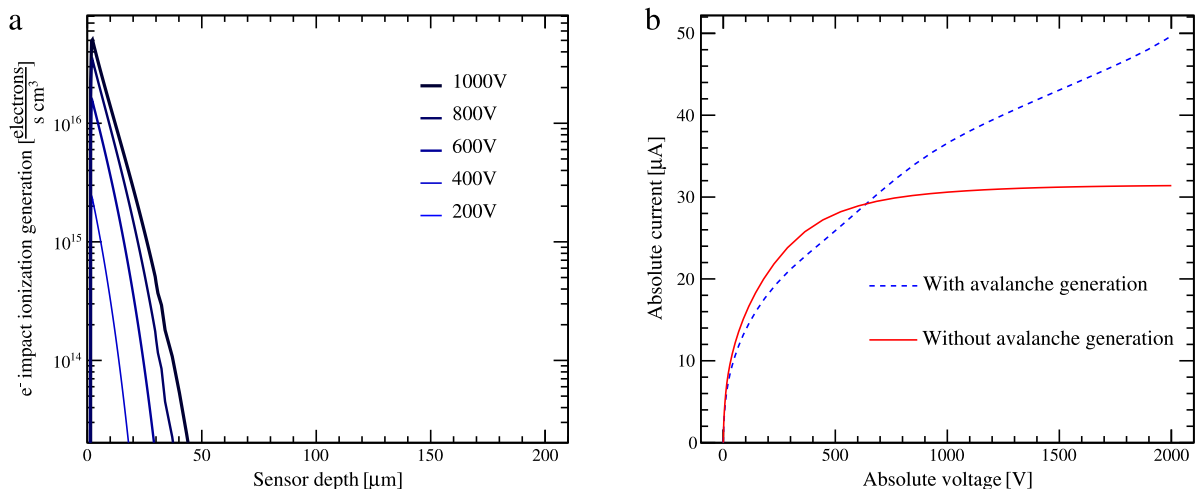 a
e⁻ impact ionization generation [electrons / s cm³]
10¹⁶
10¹⁵
10¹⁴
1000V
800V
600V
400V
200V
0
50
100
150
200
Sensor depth [μm]
b
Absolute current [μA]
50
40
30
20
10
0
With avalanche generation
Without avalanche generation
0
500
1000
1500
2000
Absolute voltage [V]